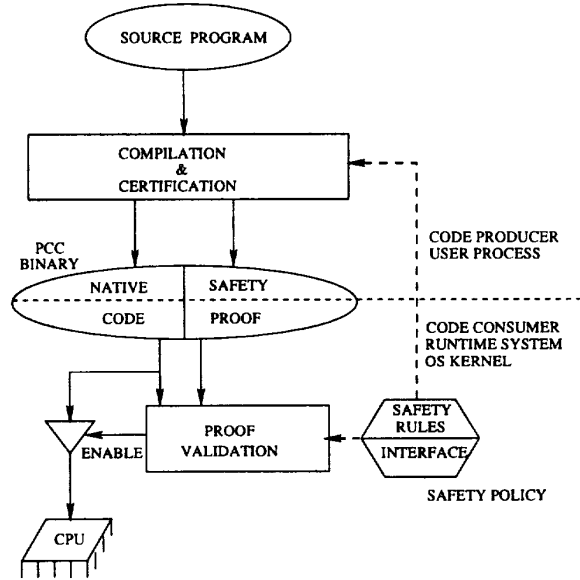 SOURCE PROGRAM
COMPILATION
&
CERTIFICATION
PCC
BINARY
CODE PRODUCER
USER PROCESS
NATIVE
SAFETY
CODE
PROOF
CODE CONSUMER
RUNTIME SYSTEM
OS KERNEL
SAFETY
RULES
INTERFACE
PROOF
VALIDATION
ENABLE
SAFETY POLICY
CPU